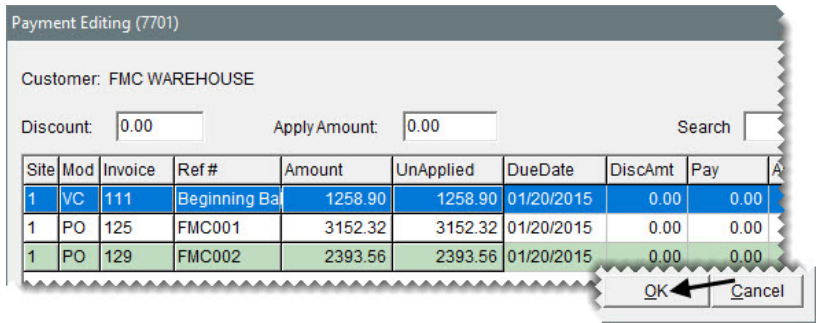 Payment Editing (7701)
Customer: FMC WAREHOUSE
Discount: 0.00 Apply Amount: 0.00 Search
Site Mod Invoice Ref # Amount UnApplied DueDate DiscAmt Pay A
1 VC 111 Beginning Bal 1258.90 1258.90 01/20/2015 0.00 0.00
1 PO 125 FMC001 3152.32 3152.32 01/20/2015 0.00 0.00
1 PO 129 FMC002 2393.56 2393.56 01/20/2015 0.00 0.00
OK Cancel